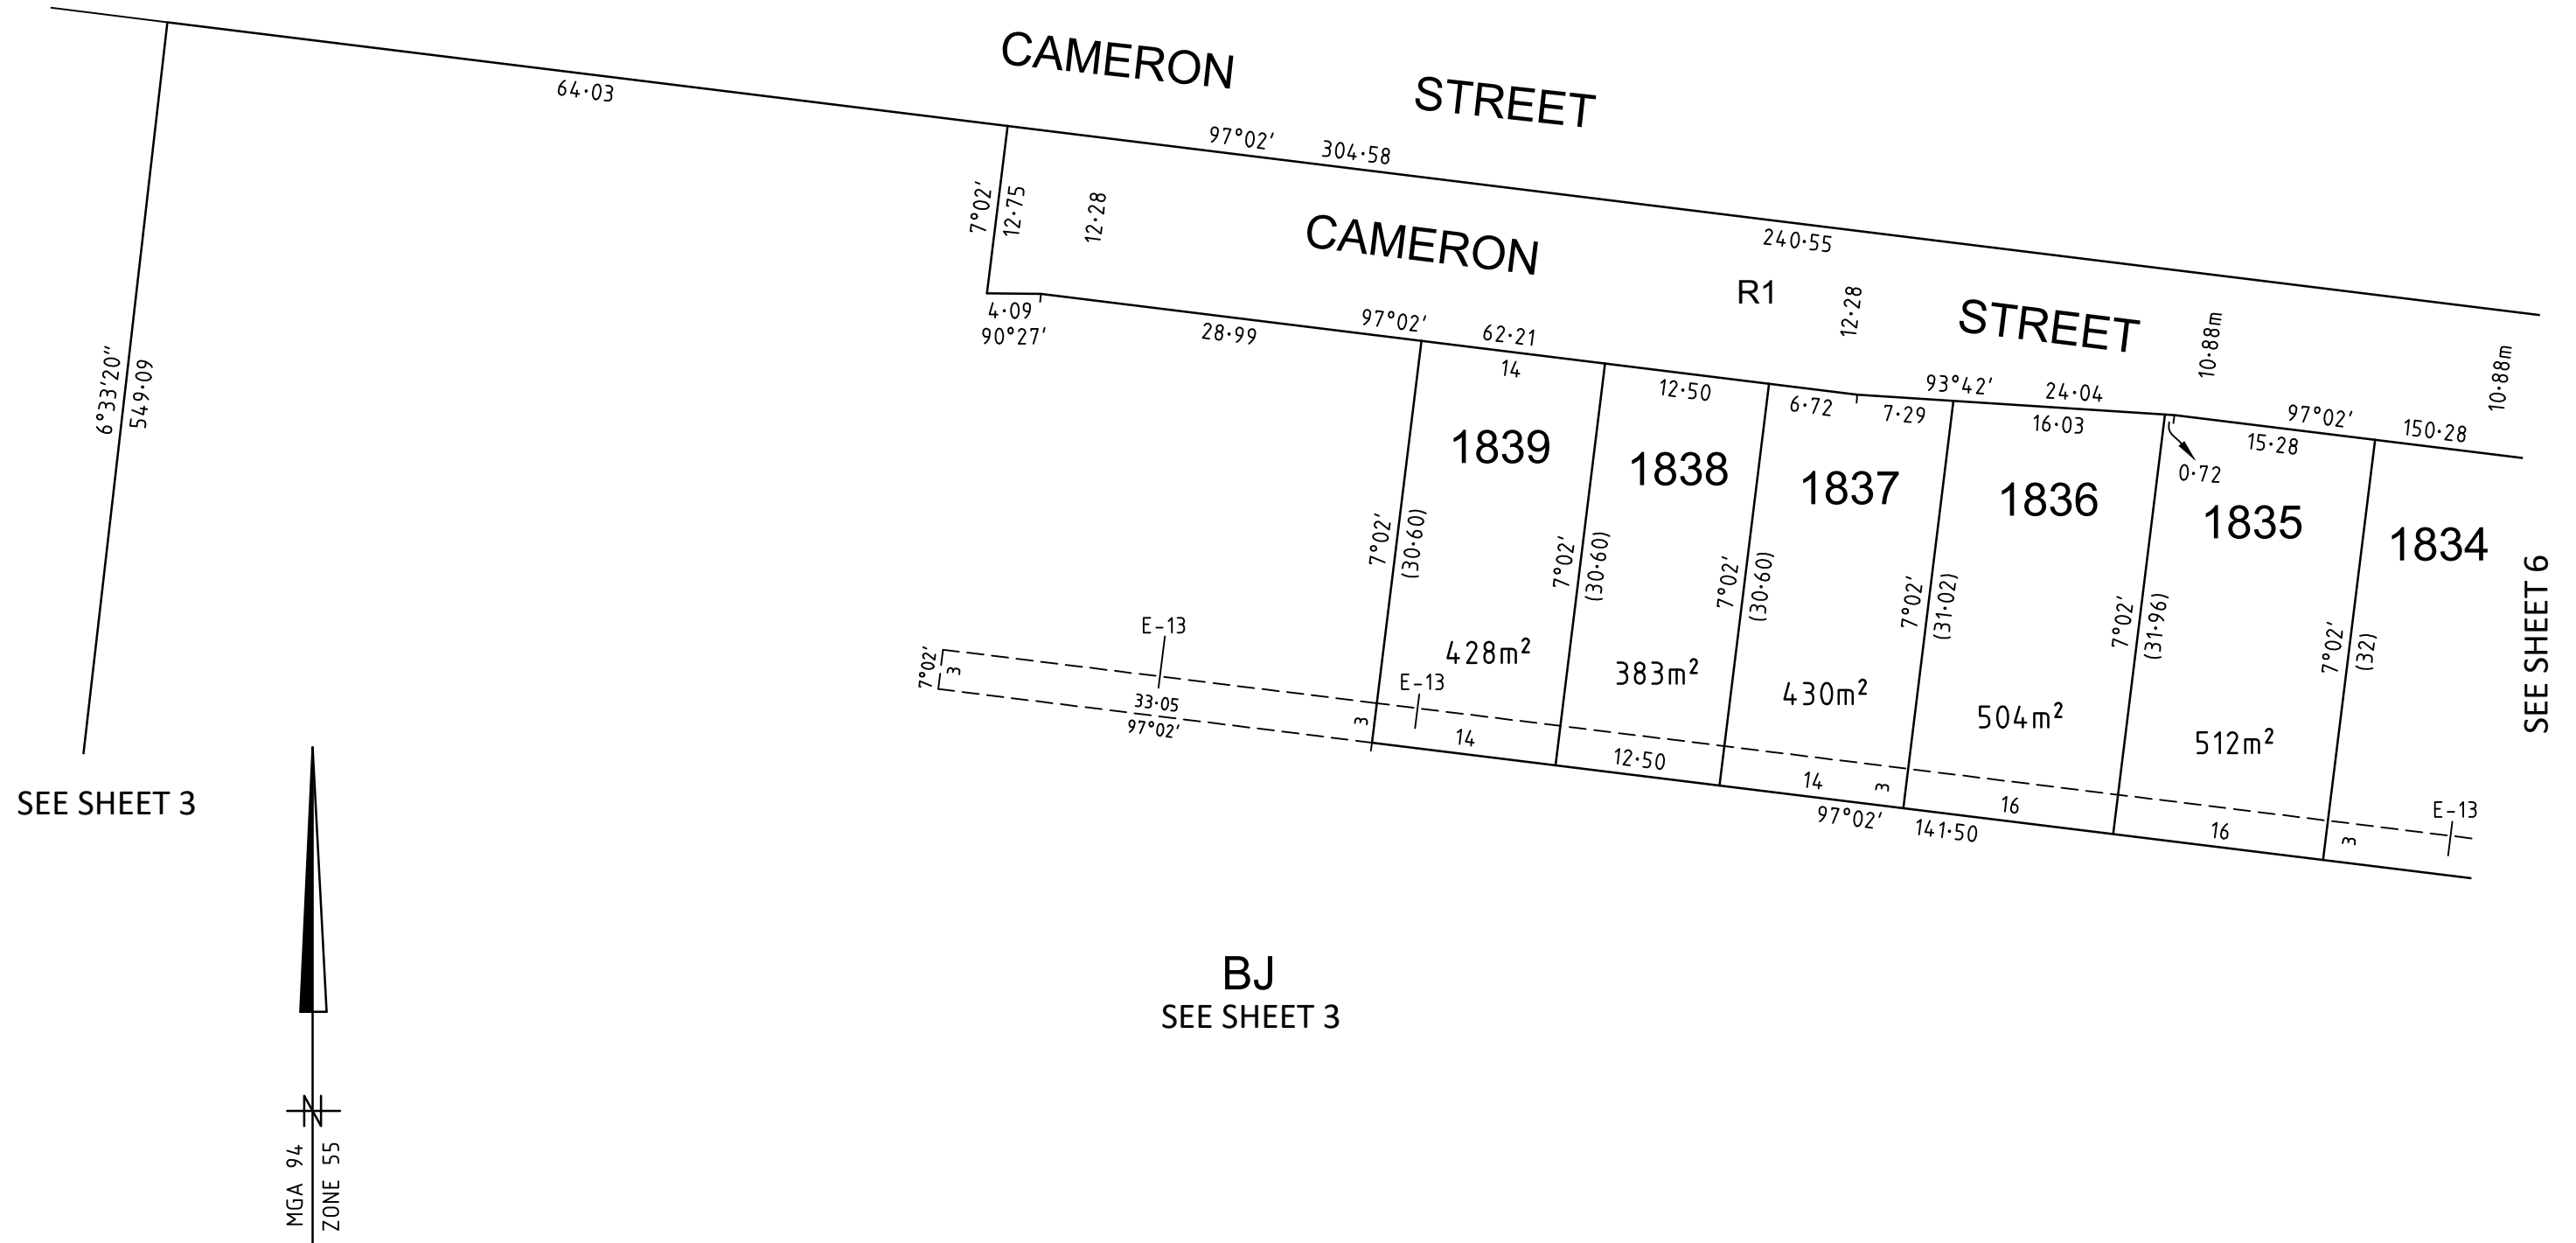 CAMERON STREET
64·03
97°02' 304·58
7°02'
12·75
12·28
240·55
CAMERON STREET
R1
12·28
10·88m
10·88m
4·09
90°27'
28·99
97°02' 62·21
14
12·50
6·72
7·29
93°42' 24·04
16·03
0·72
97°02'
15·28
150·28
6°33'20"
549·09
1839
1838
1837
1836
1835
1834
7°02'
(30·60)
7°02'
(30·60)
7°02'
(30·60)
7°02'
(31·02)
7°02'
(31·96)
7°02'
(32)
SEE SHEET 6
428m²
383m²
430m²
504m²
512m²
E-13
7°02'
3
33·05
97°02'
E-13
3
14
12·50
14
3
16
16
3
E-13
97°02' 141·50
SEE SHEET 3
BJ
SEE SHEET 3
N
MGA 94
ZONE 55